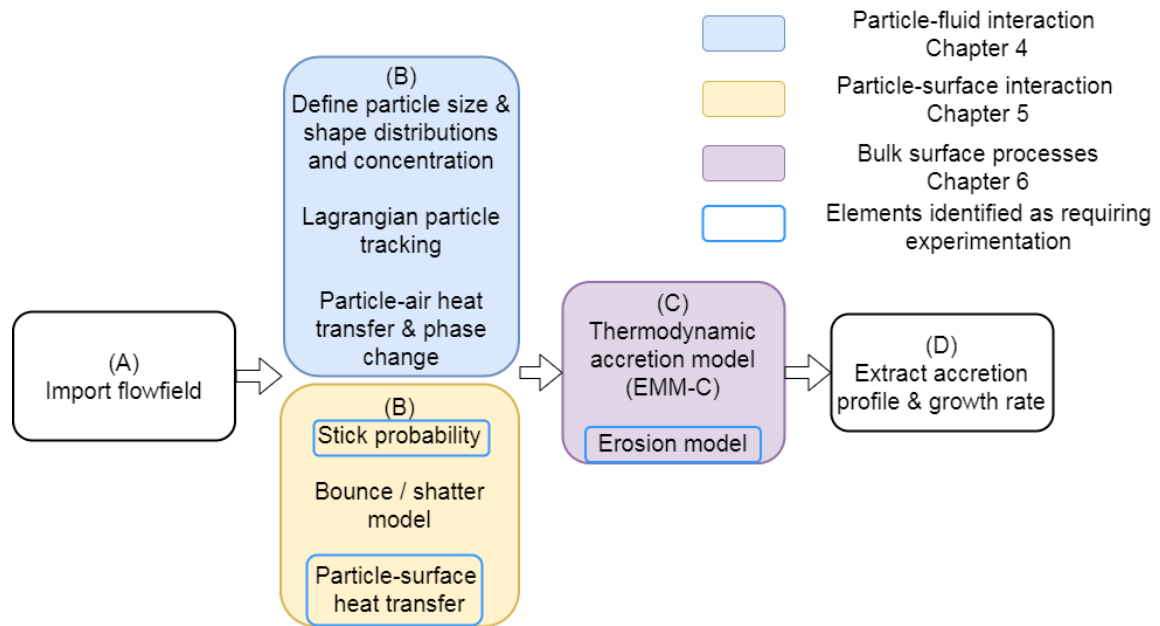 Particle-fluid interaction
Chapter 4
Particle-surface interaction
Chapter 5
Bulk surface processes
Chapter 6
Elements identified as requiring
experimentation
(A)
Import flowfield
(B)
Define particle size &
shape distributions
and concentration
Lagrangian particle
tracking
Particle-air heat
transfer & phase
change
(B)
Stick probability
Bounce / shatter
model
Particle-surface
heat transfer
(C)
Thermodynamic
accretion model
(EMM-C)
Erosion model
(D)
Extract accretion
profile & growth rate